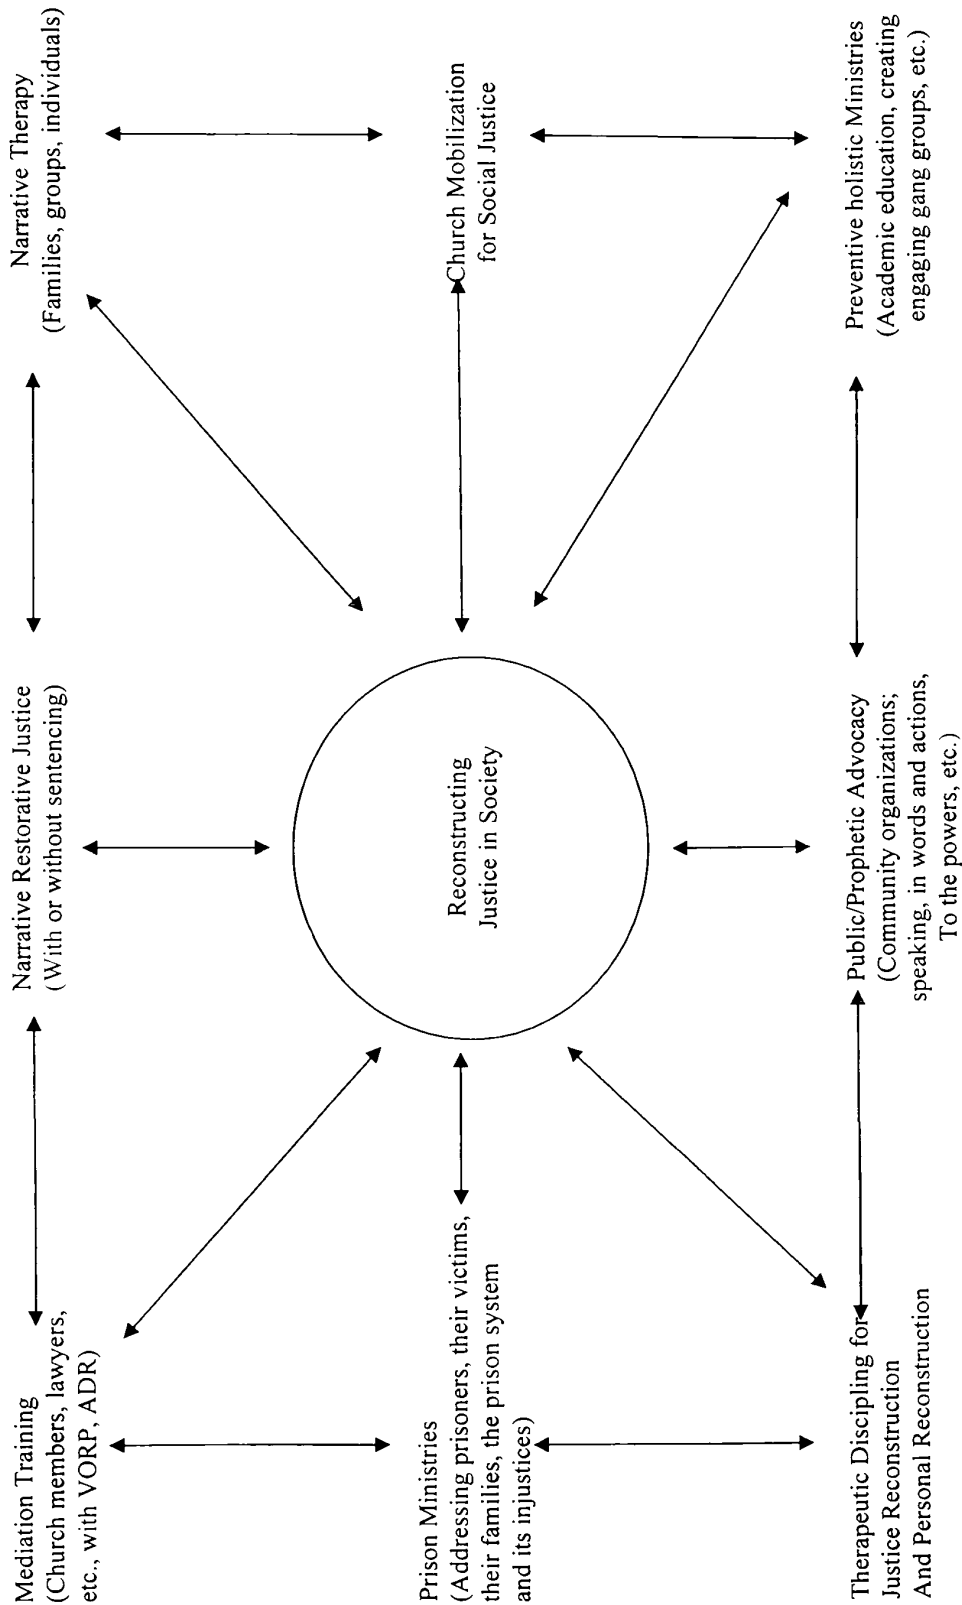 Mediation Training
(Church members, lawyers,
etc., with VORP, ADR)
Narrative Restorative Justice
(With or without sentencing)
Narrative Therapy
(Families, groups, individuals)
Prison Ministries
(Addressing prisoners, their victims,
their families, the prison system
and its injustices)
Reconstructing
Justice in Society
Church Mobilization
for Social Justice
Therapeutic Discipling for
Justice Reconstruction
And Personal Reconstruction
Public/Prophetic Advocacy
(Community organizations;
speaking, in words and actions,
To the powers, etc.)
Preventive holistic Ministries
(Academic education, creating
engaging gang groups, etc.)